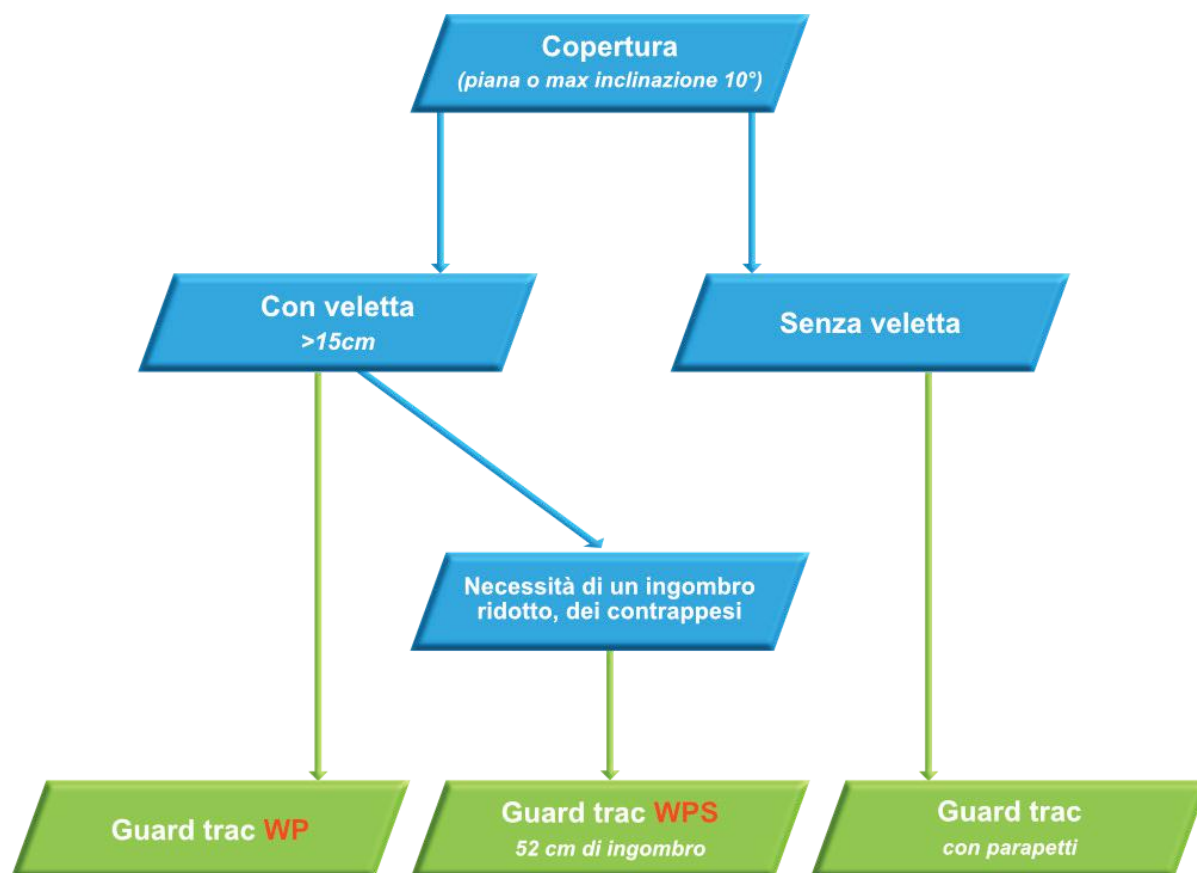 Copertura
(piana o max inclinazione 10°)
Con veletta
>15cm
Senza veletta
Necessità di un ingombro
ridotto, dei contrappesi
Guard trac WP
Guard trac WPS
52 cm di ingombro
Guard trac
con parapetti